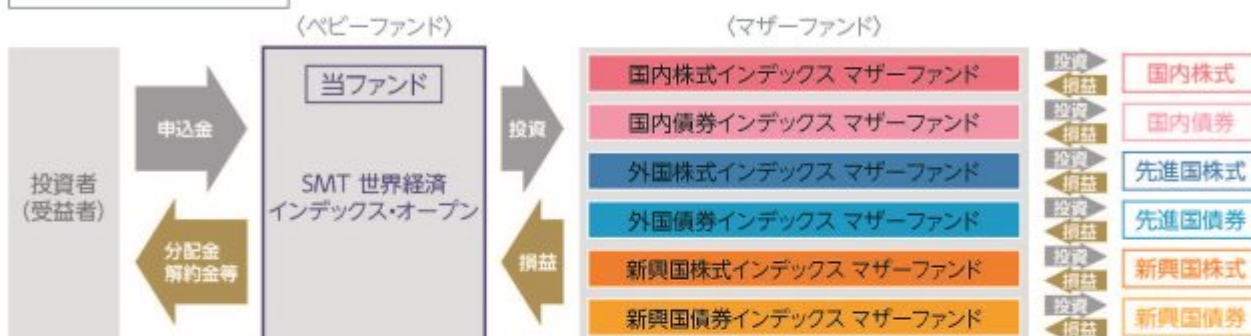 〈ベビーファンド〉
〈マザーファンド〉
投資者
(受益者)
申込金
分配金
解約金等
当ファンド
SMT 世界経済
インデックス・オープン
投資
損益
国内株式インデックス マザーファンド
投資
損益
国内株式
国内債券インデックス マザーファンド
投資
損益
国内債券
外国株式インデックス マザーファンド
投資
損益
先進国株式
外国債券インデックス マザーファンド
投資
損益
先進国債券
新興国株式インデックス マザーファンド
投資
損益
新興国株式
新興国債券インデックス マザーファンド
投資
損益
新興国債券